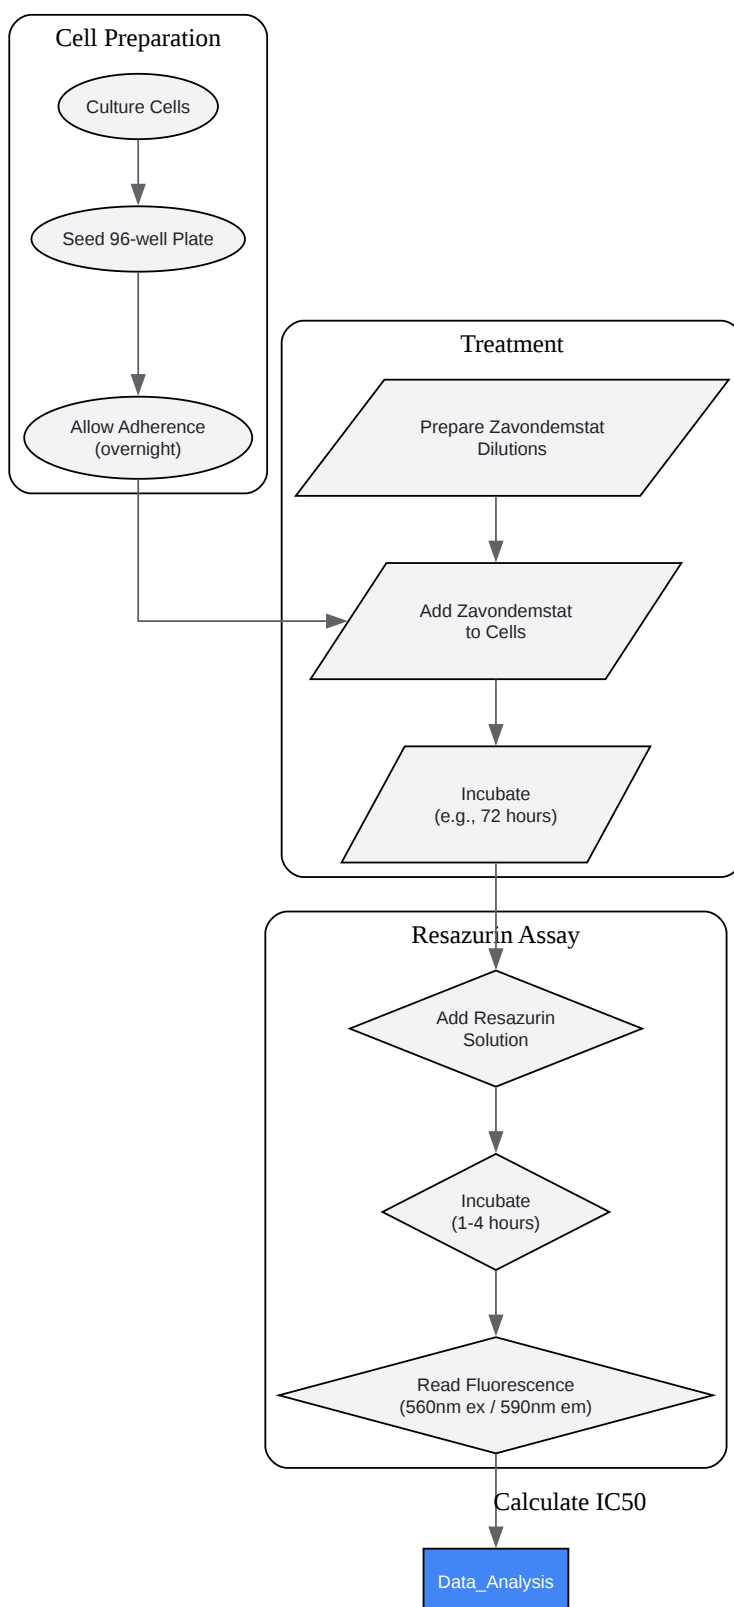 Cell Preparation
Culture Cells
Seed 96-well Plate
Allow Adherence
(overnight)
Treatment
Prepare Zavondemstat
Dilutions
Add Zavondemstat
to Cells
Incubate
(e.g., 72 hours)
Resazurin Assay
Add Resazurin
Solution
Incubate
(1-4 hours)
Read Fluorescence
(560nm ex / 590nm em)
Calculate IC50
Data_Analysis